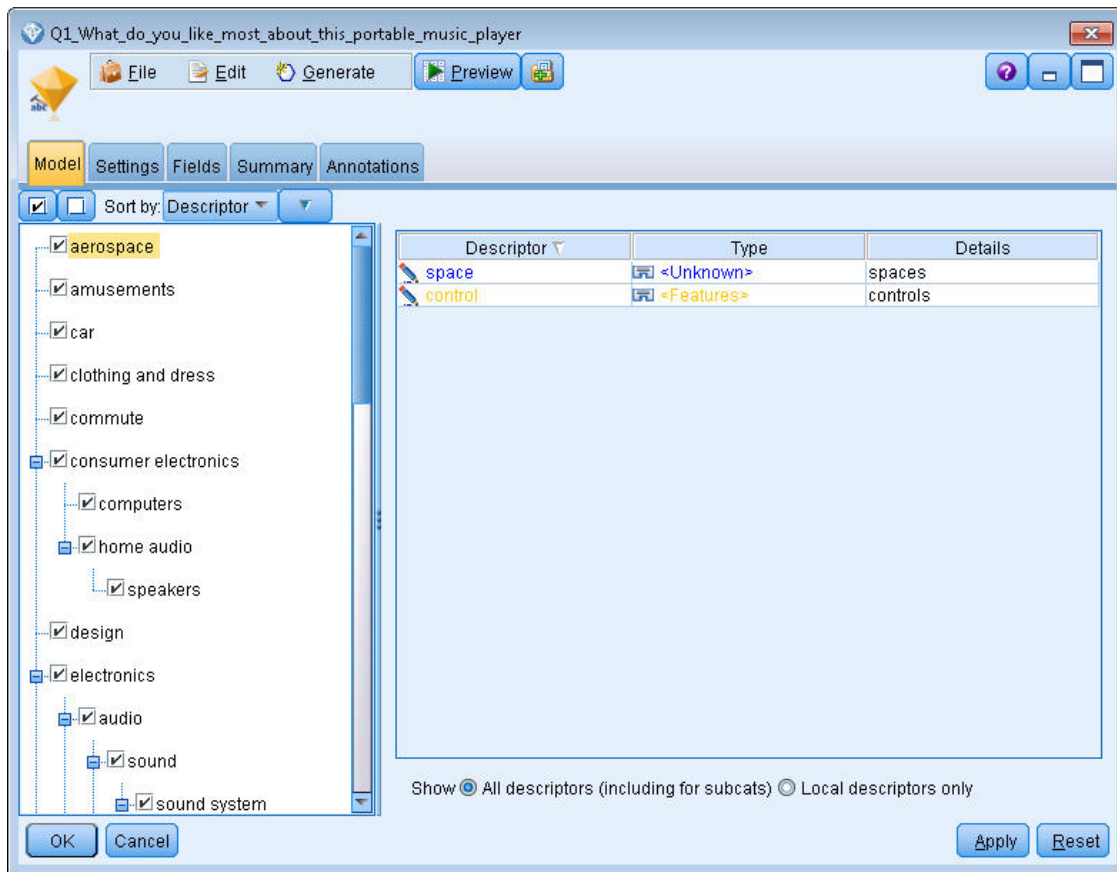 Q1_What_do_you_like_most_about_this_portable_music_player
File Edit Generate Preview
abc
Model Settings Fields Summary Annotations
Sort by: Descriptor
aerospace
amusements
car
clothing and dress
commute
consumer electronics
computers
home audio
speakers
design
electronics
audio
sound
sound system
Descriptor Type Details
space <Unknown> spaces
control <Features> controls
Show All descriptors (including for subcats) Local descriptors only
OK Cancel Apply Reset